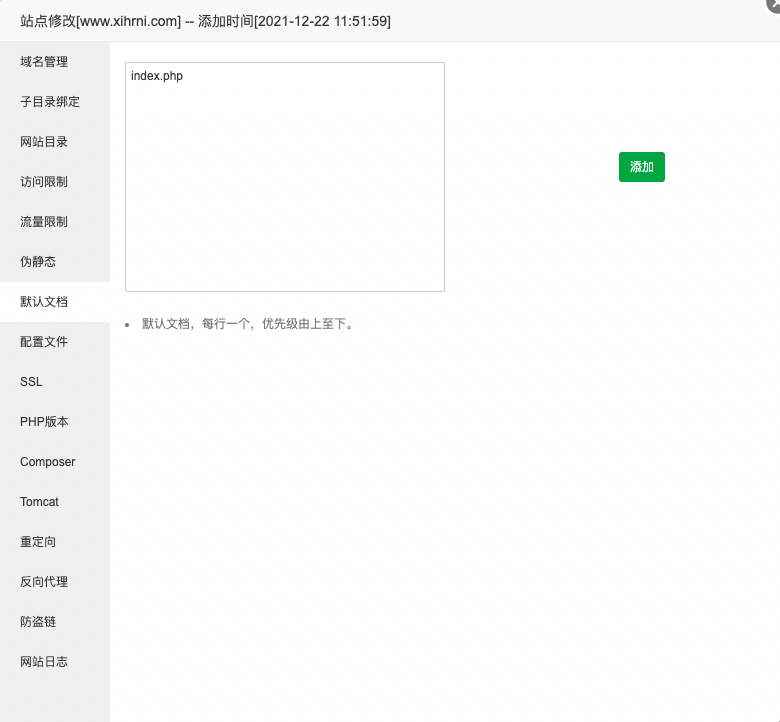 站点修改[www.xihrni.com] -- 添加时间[2021-12-22 11:51:59]
域名管理
子目录绑定
网站目录
访问限制
流量限制
伪静态
默认文档
配置文件
SSL
PHP版本
Composer
Tomcat
重定向
反向代理
防盗链
网站日志
index.php
添加
默认文档，每行一个，优先级由上至下。